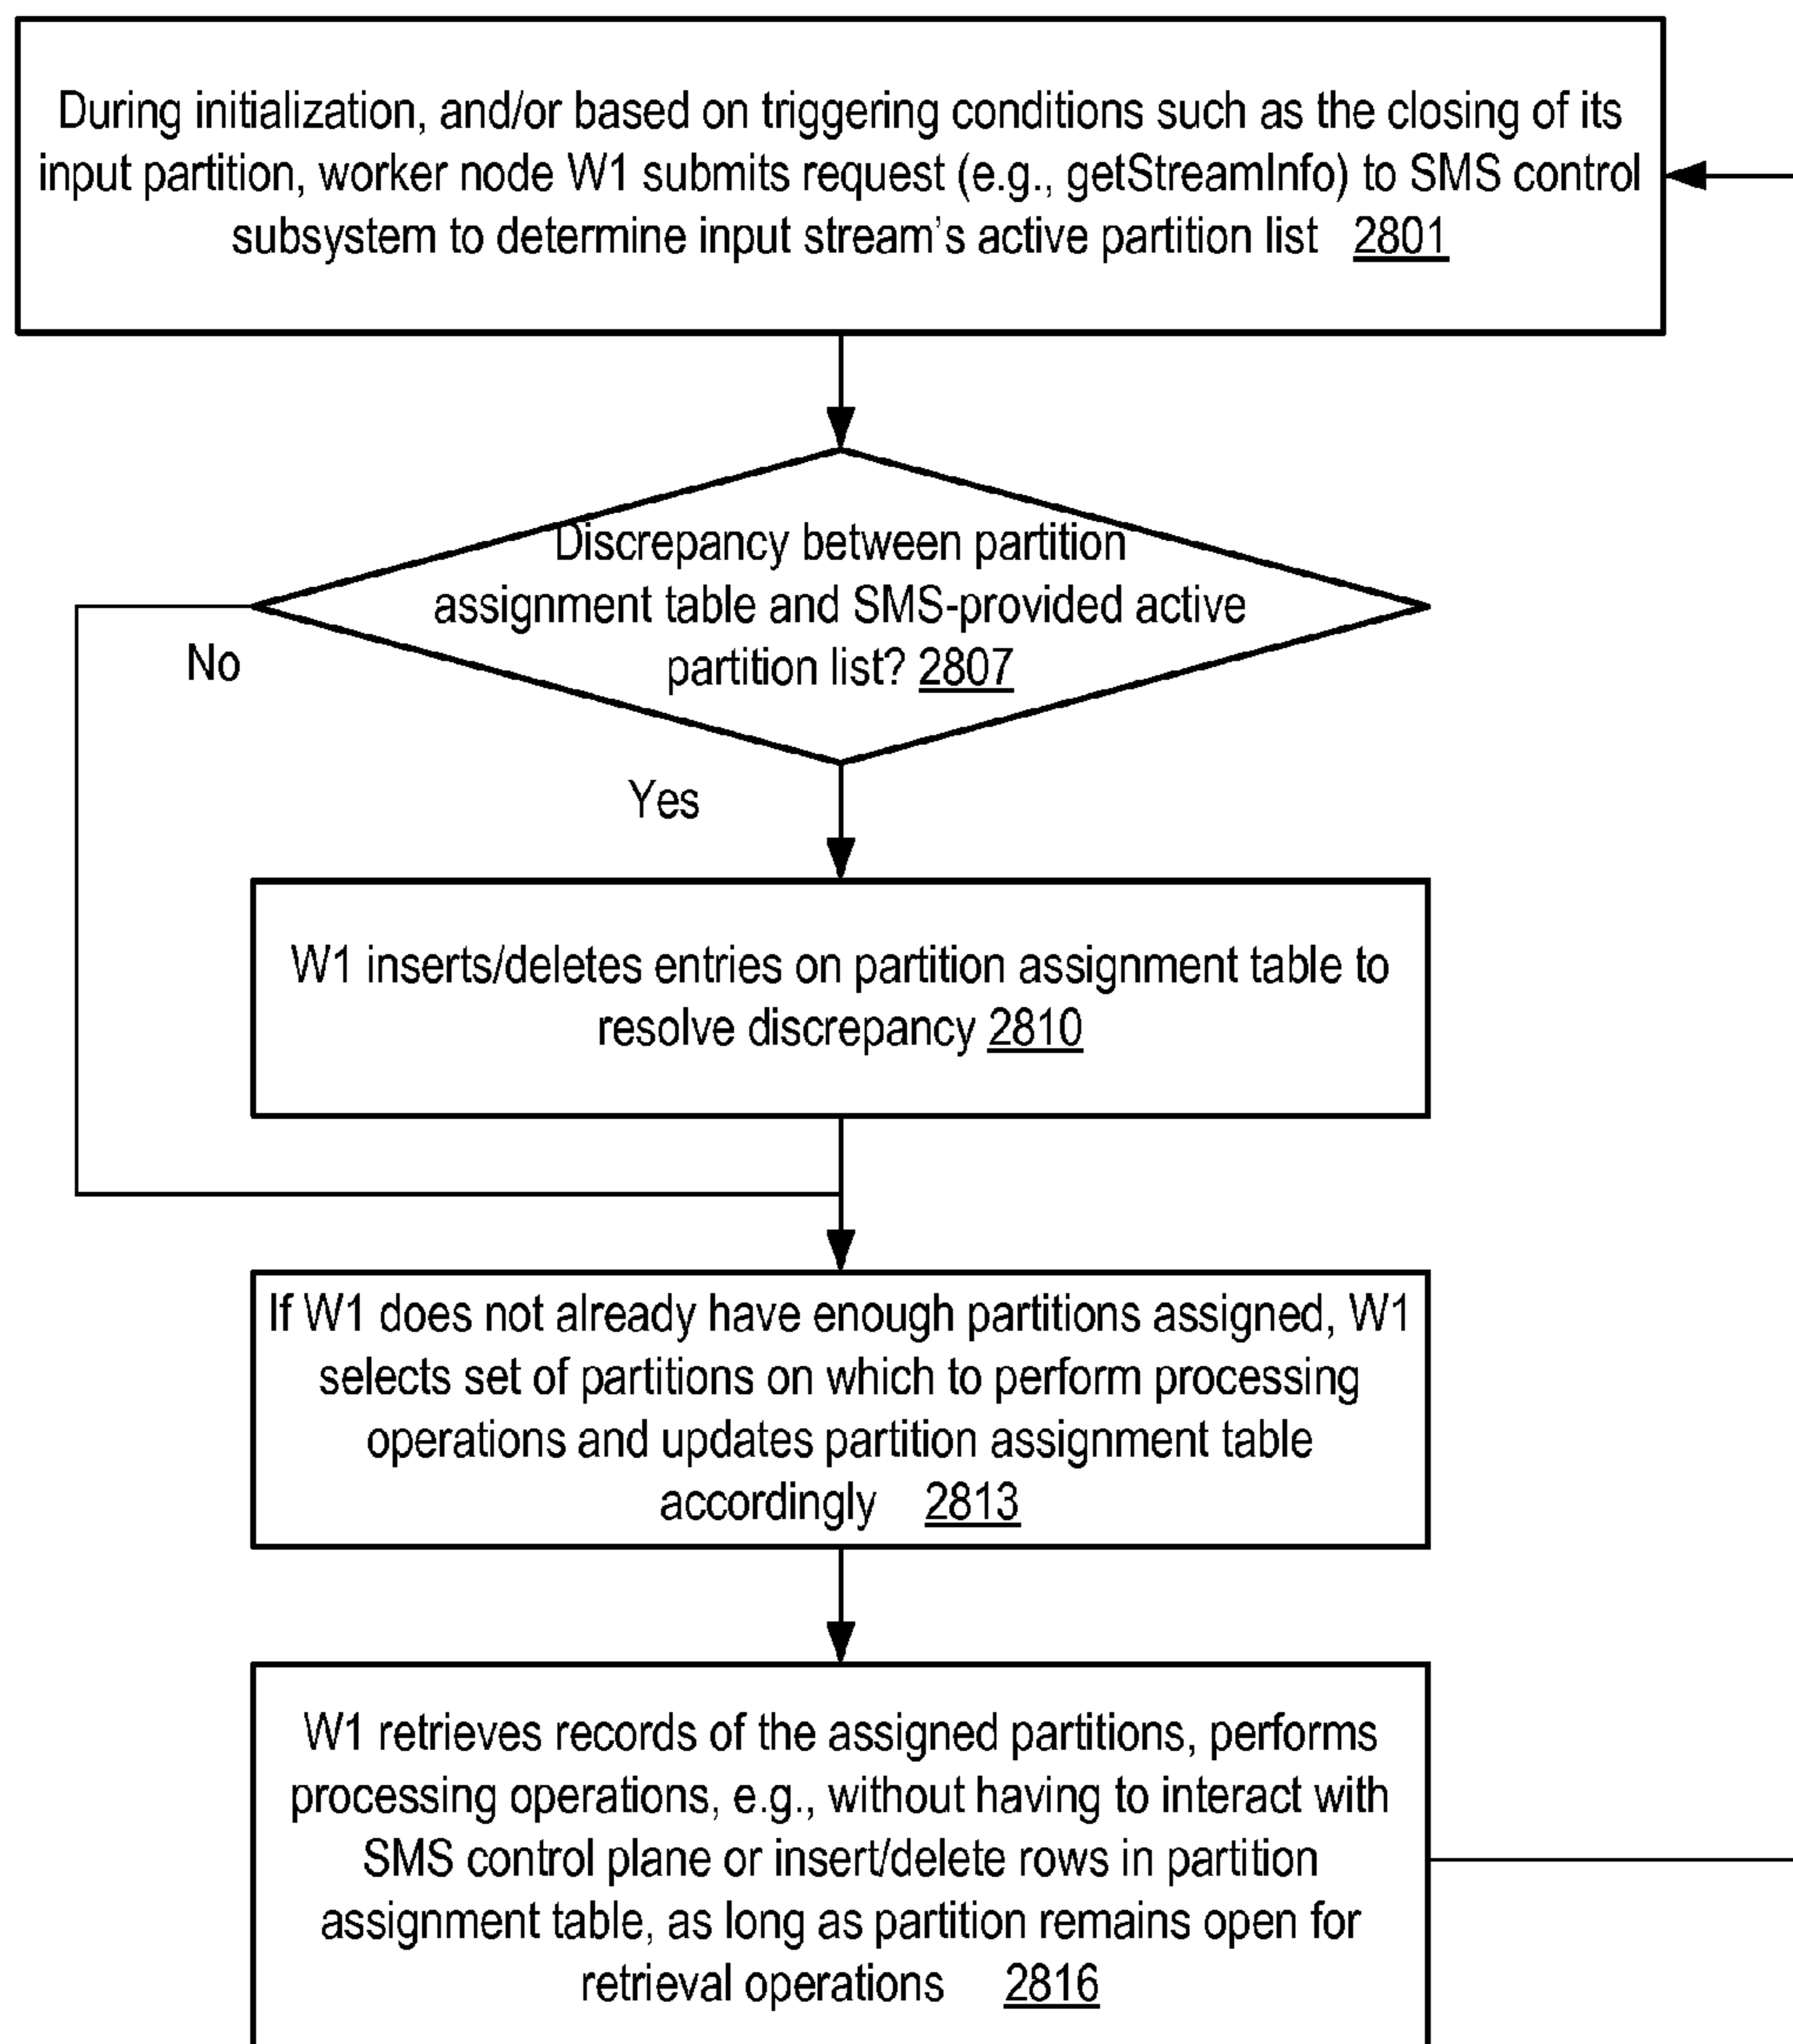 During initialization, and/or based on triggering conditions such as the closing of its
input partition, worker node W1 submits request (e.g., getStreamInfo) to SMS control
subsystem to determine input stream's active partition list 2801
Discrepancy between partition
assignment table and SMS-provided active
partition list? 2807
No
Yes
W1 inserts/deletes entries on partition assignment table to
resolve discrepancy 2810
If W1 does not already have enough partitions assigned, W1
selects set of partitions on which to perform processing
operations and updates partition assignment table
accordingly 2813
W1 retrieves records of the assigned partitions, performs
processing operations, e.g., without having to interact with
SMS control plane or insert/delete rows in partition
assignment table, as long as partition remains open for
retrieval operations 2816